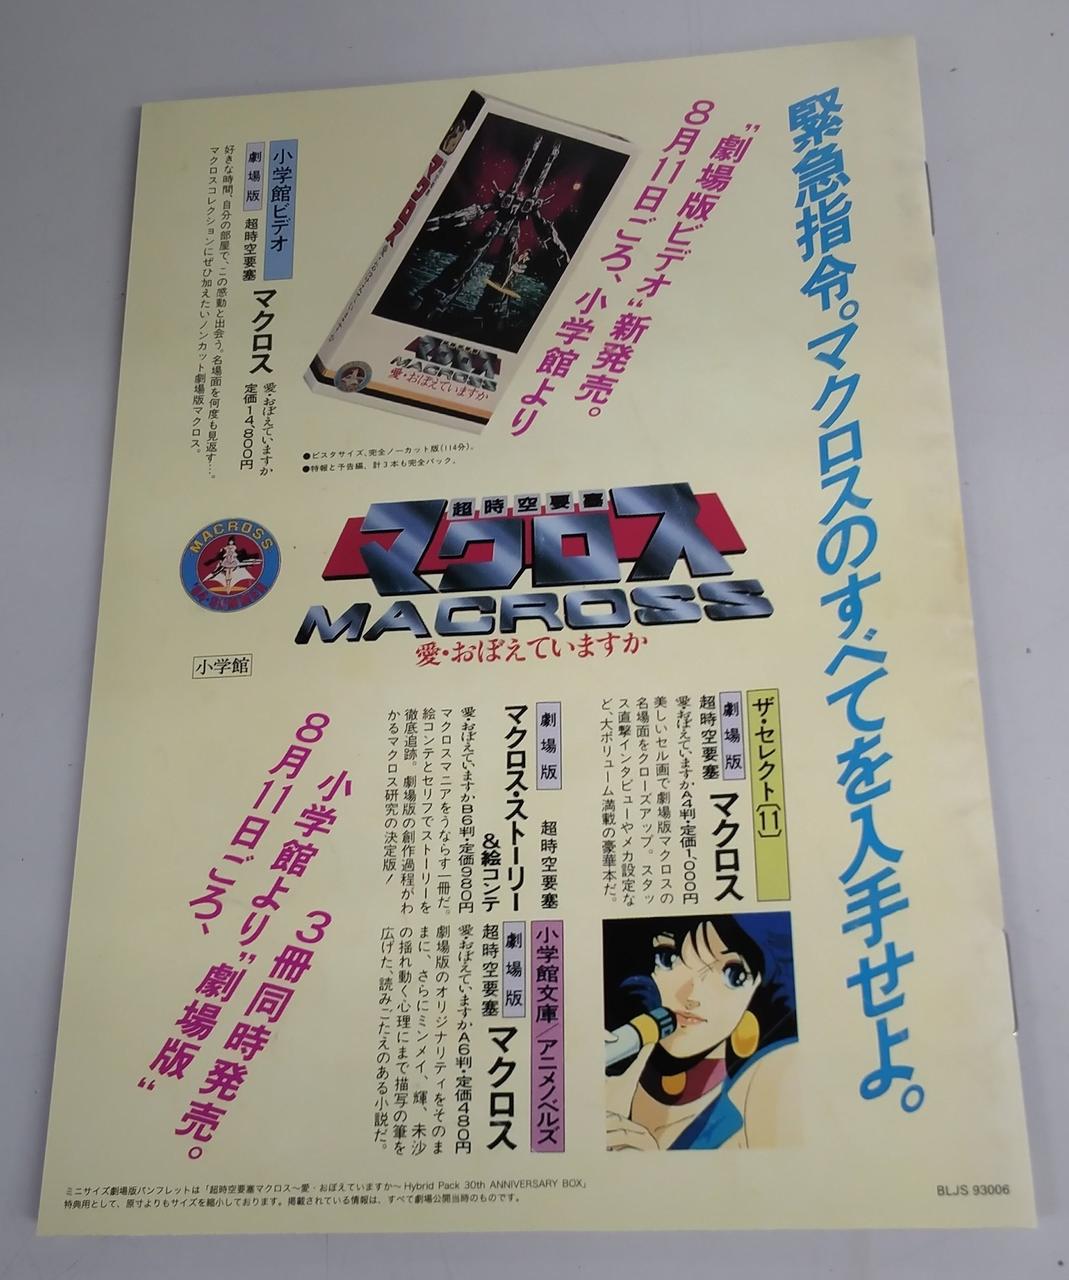 緊急指令。マクロスのすべてを入手せよ。
"劇場版ビデオ"新発売。
8月11日ごろ、小学館より
マクロス
超時空要塞
マクロス
MACROSS
愛・おぼえていますか
●ビスタサイズ、完全ノーカット版(114分)。
●特報と予告編、計3本も完全パック。
小学館ビデオ
劇場版 超時空要塞 マクロス 愛・おぼえていますか
定価14,800円
好きな時間、自分の部屋で、この感動と出会う。名場面を何度も見返す…。
マクロスコレクションにぜひ加えたいノンカット劇場版マクロス。
超時空要塞
マクロス
MACROSS
愛・おぼえていますか
MACROSS
小学館
ザ・セレクト〔11〕
劇場版
超時空要塞 マクロス
愛・おぼえていますかA4判・定価1,000円
美しいセル画で劇場版マクロスの
名場面をクローズアップ。スタッ
フ直撃インタビューやメカ設定な
ど、大ボリューム満載の豪華本だ。
劇場版 超時空要塞
マクロス・ストーリー
&絵コンテ
愛・おぼえていますかB6判・定価980円
マクロスマニアをうならす一冊だ。
絵コンテとセリフでストーリーを
徹底追跡。劇場版の創作過程がわ
かるマクロス研究の決定版!
小学館文庫/アニメノベルズ
劇場版
超時空要塞 マクロス
愛・おぼえていますかA6判・定価480円
劇場版のオリジナリティをそのま
まに、さらにミンメイ、輝、未沙
の揺れ動く心理にまで描写の筆を
広げた、読みごたえのある小説だ。
小学館 3冊同時発売。
8月11日ごろ、小学館より"劇場版"
ミニサイズ劇場版パンフレットは「超時空要塞マクロス〜愛・おぼえていますか〜 Hybrid Pack 30th ANNIVERSARY BOX」
特典用として、原寸よりもサイズを縮小しております。掲載されている情報は、すべて劇場公開当時のものです。
BLJS 93006